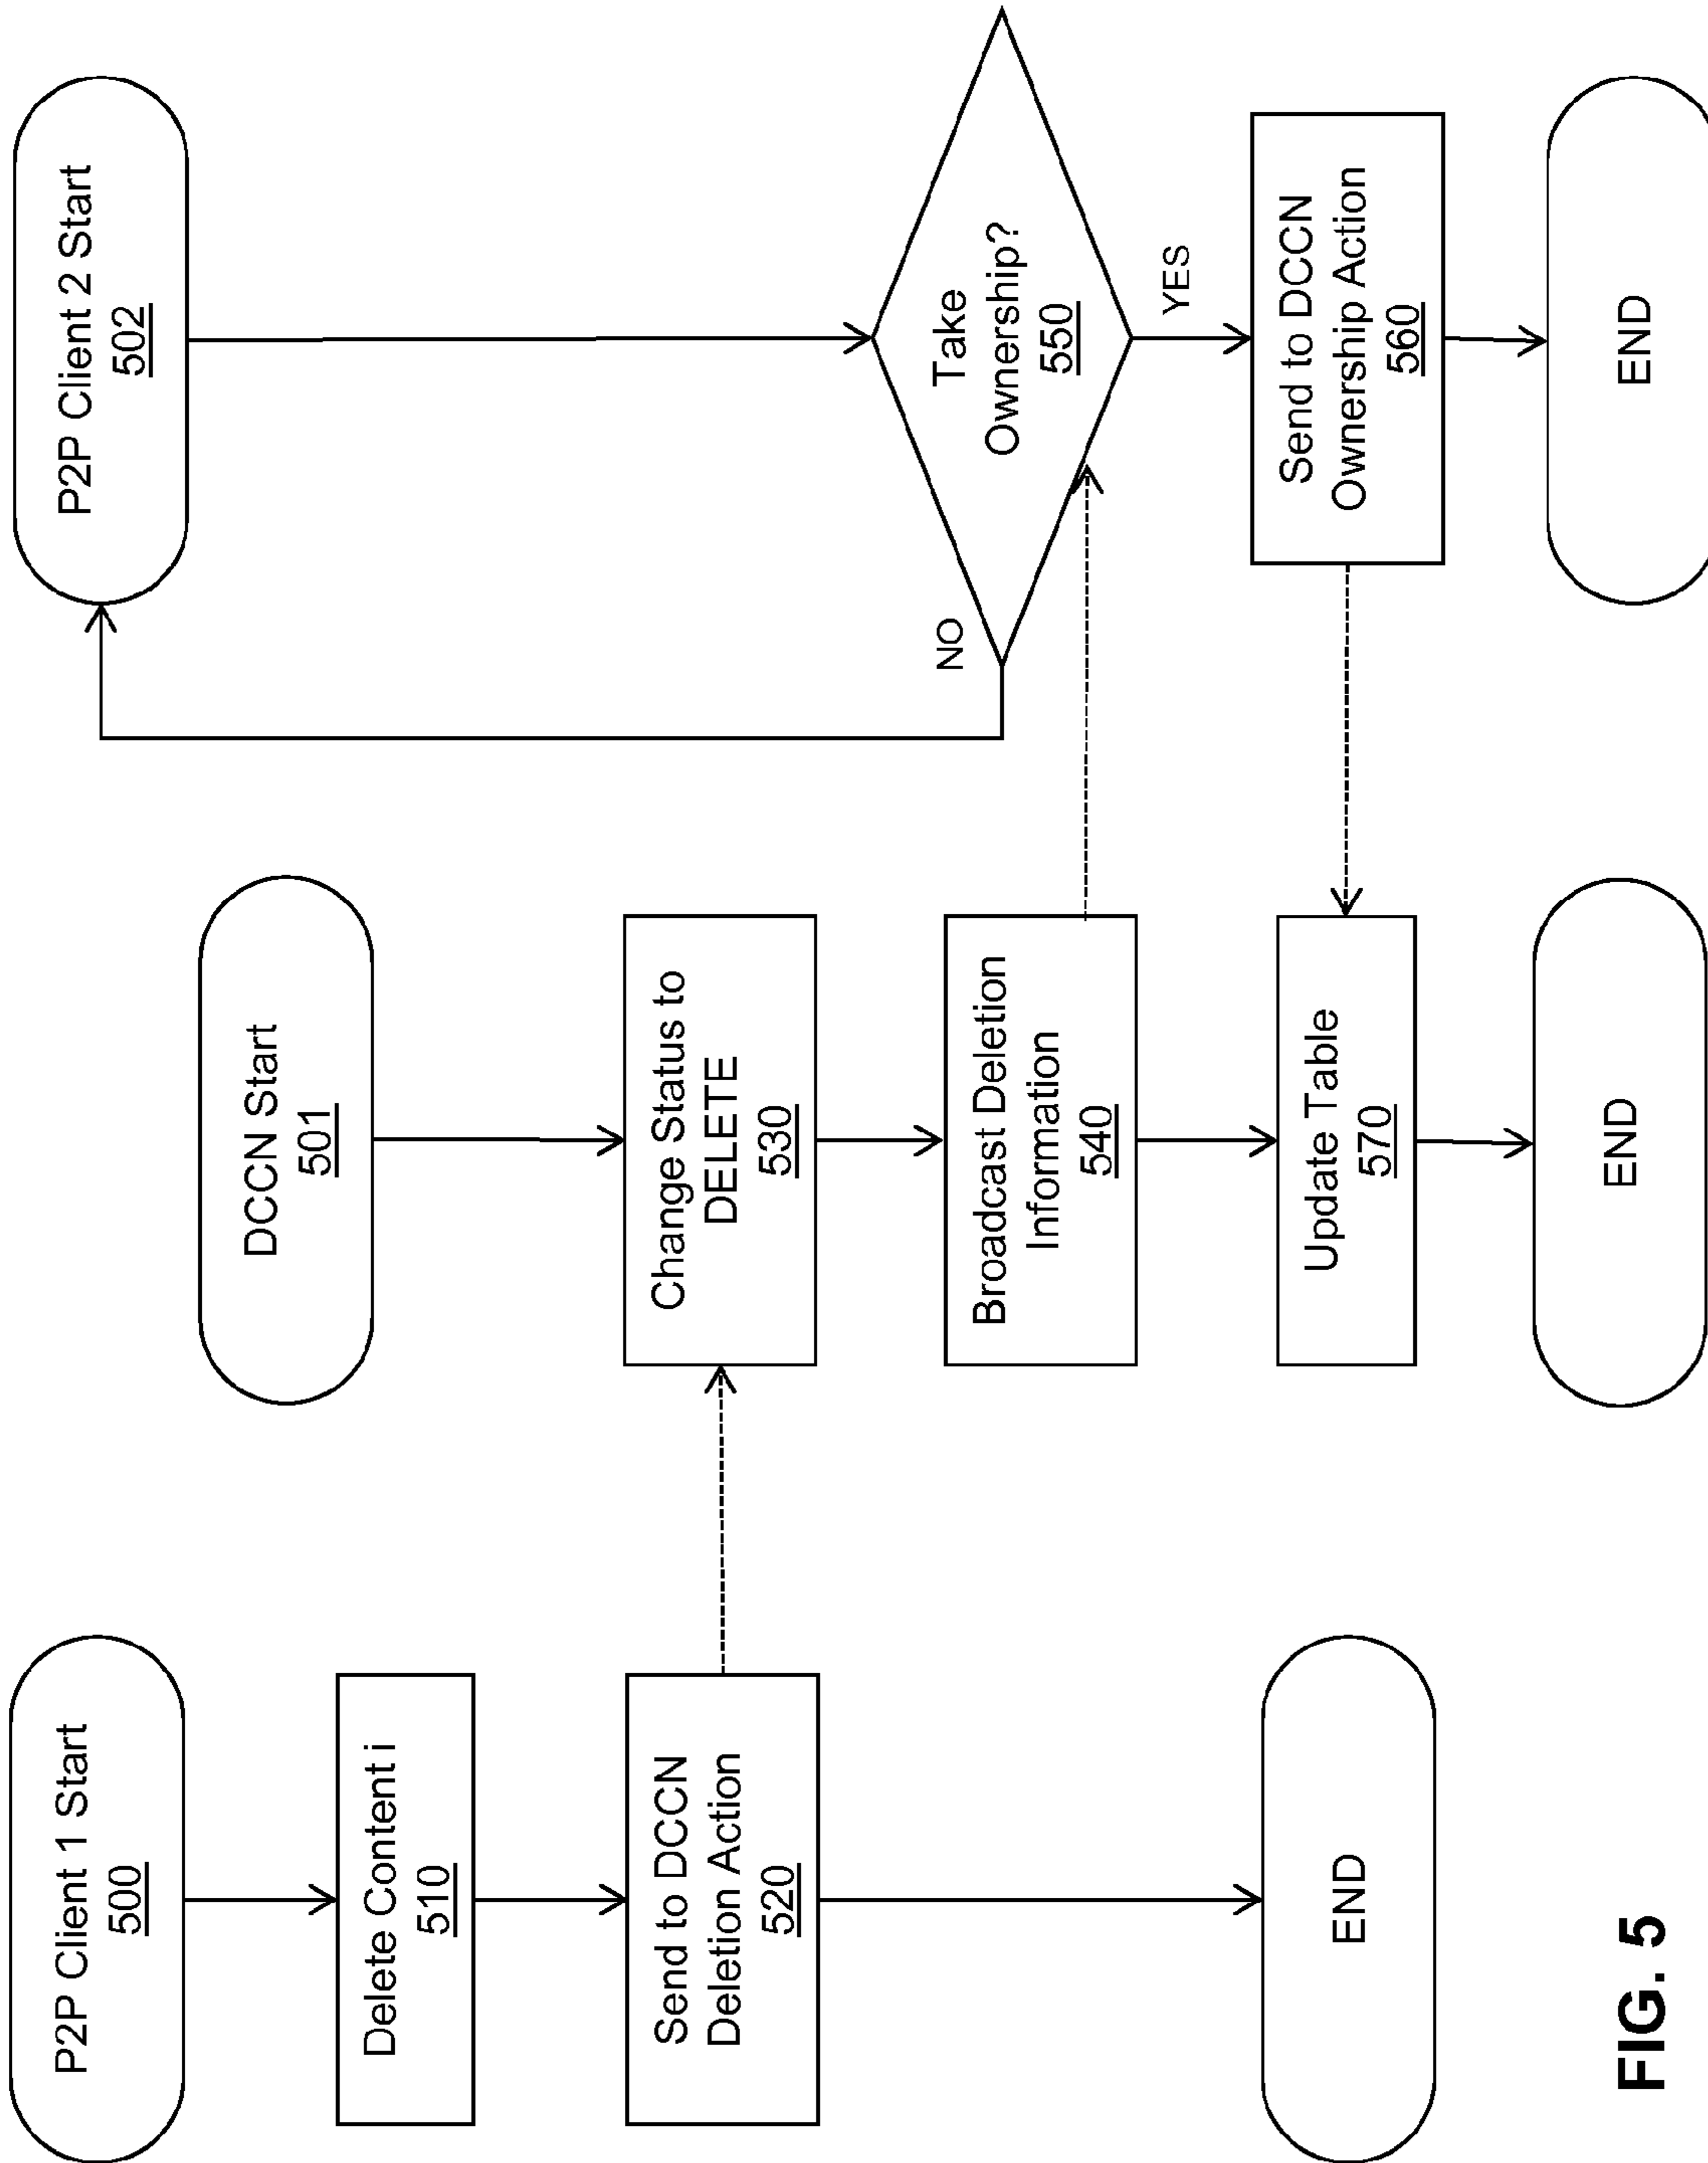 P2P Client 1 Start
500
Delete Content i
510
Send to DCCN
Deletion Action
520
END
DCCN Start
501
Change Status to
DELETE
530
Broadcast Deletion
Information
540
Update Table
570
END
P2P Client 2 Start
502
Take
Ownership?
550
NO
YES
Send to DCCN
Ownership Action
560
END
FIG. 5